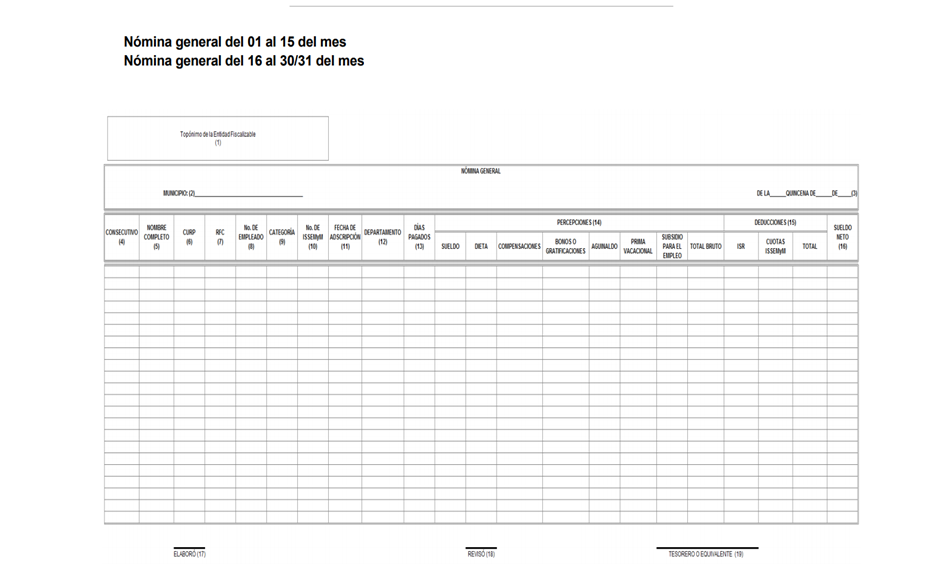 Nómina general del 01 al 15 del mes
Nómina general del 16 al 30/31 del mes
Topónimo de la Entidad Fiscalizable
(1)
NÓMINA GENERAL
MUNICIPIO: (2)______________________________ DE LA_____QUINCENA DE_____DE____(3)
CONSECUTIVO (4)
NOMBRE COMPLETO (5)
CURP (6)
RFC (7)
No. DE EMPLEADO (8)
CATEGORÍA (9)
No. DE ISSEMyM (10)
FECHA DE ADSCRIPCIÓN (11)
DEPARTAMENTO (12)
DÍAS PAGADOS (13)
PERCEPCIONES (14)
SUELDO
DIETA
COMPENSACIONES
BONOS O GRATIFICACIONES
AGUINALDO
PRIMA VACACIONAL
SUBSIDIO PARA EL EMPLEO
TOTAL BRUTO
DEDUCCIONES (15)
ISR
CUOTAS ISSEMyM
TOTAL
SUELDO NETO (16)
ELABORÓ (17)
REVISÓ (18)
TESORERO O EQUIVALENTE (19)